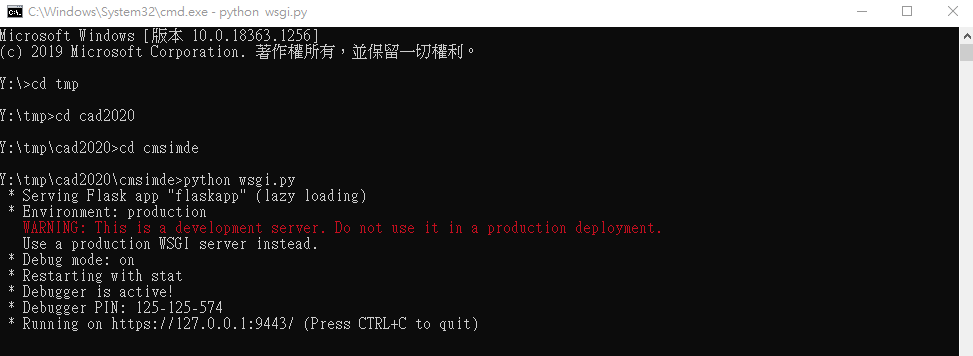 C:\Windows\System32\cmd.exe - python wsgi.py
Microsoft Windows [版本 10.0.18363.1256]
(c) 2019 Microsoft Corporation. 著作權所有，並保留一切權利。
Y:\>cd tmp
Y:\tmp>cd cad2020
Y:\tmp\cad2020>cd cmsimde
Y:\tmp\cad2020\cmsimde>python wsgi.py
* Serving Flask app "flaskapp" (lazy loading)
* Environment: production
WARNING: This is a development server. Do not use it in a production deployment.
Use a production WSGI server instead.
* Debug mode: on
* Restarting with stat
* Debugger is active!
* Debugger PIN: 125-125-574
* Running on https://127.0.0.1:9443/ (Press CTRL+C to quit)